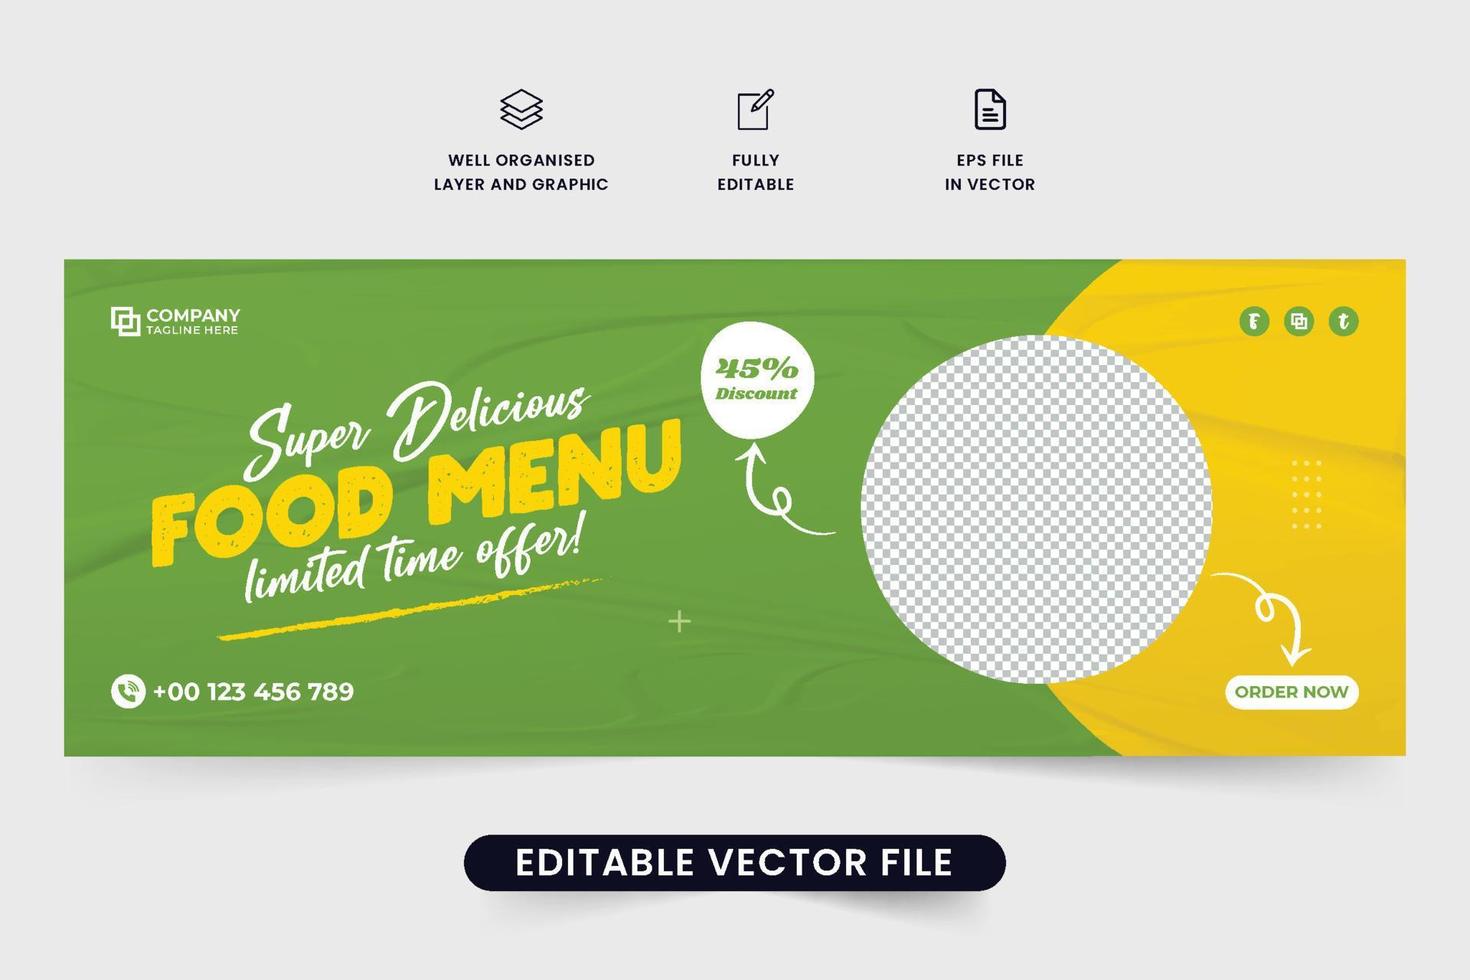 WELL ORGANISED
LAYER AND GRAPHIC
FULLY
EDITABLE
EPS FILE
IN VECTOR
COMPANY
TAGLINE HERE
f
t
45%
Discount
Super Delicious
FOOD MENU
limited time offer!
+00 123 456 789
ORDER NOW
EDITABLE VECTOR FILE